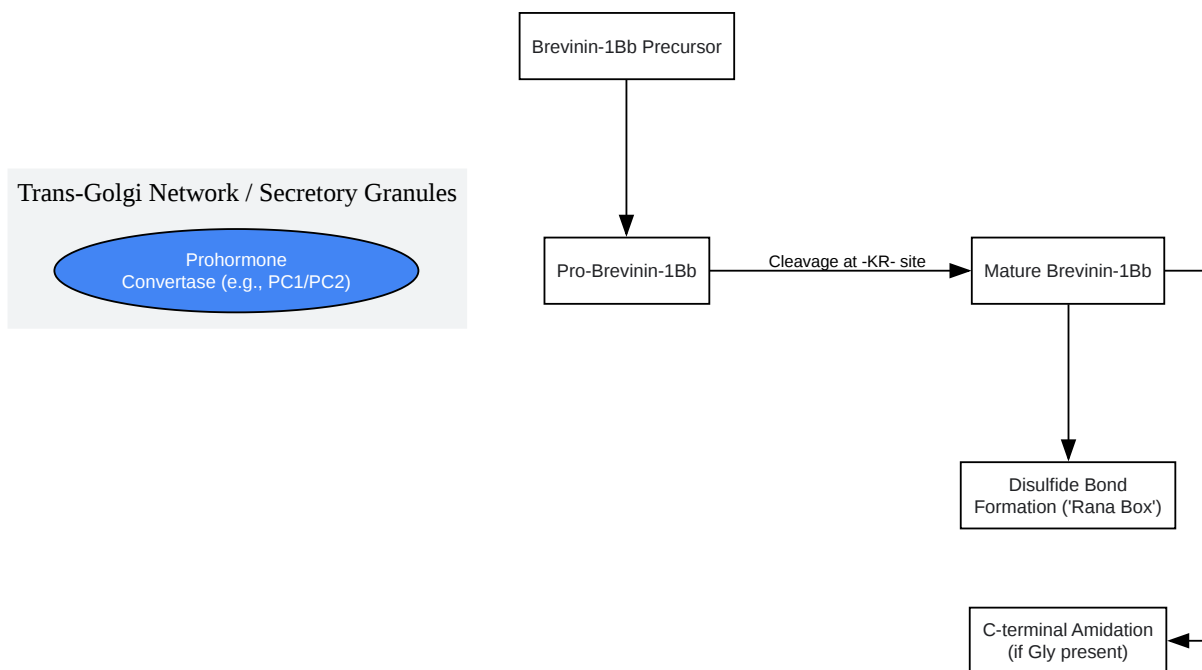 Brevinin-1Bb Precursor
Trans-Golgi Network / Secretory Granules
Prohormone
Convertase (e.g., PC1/PC2)
Pro-Brevinin-1Bb
Cleavage at -KR- site
Mature Brevinin-1Bb
Disulfide Bond
Formation ('Rana Box')
C-terminal Amidation
(if Gly present)